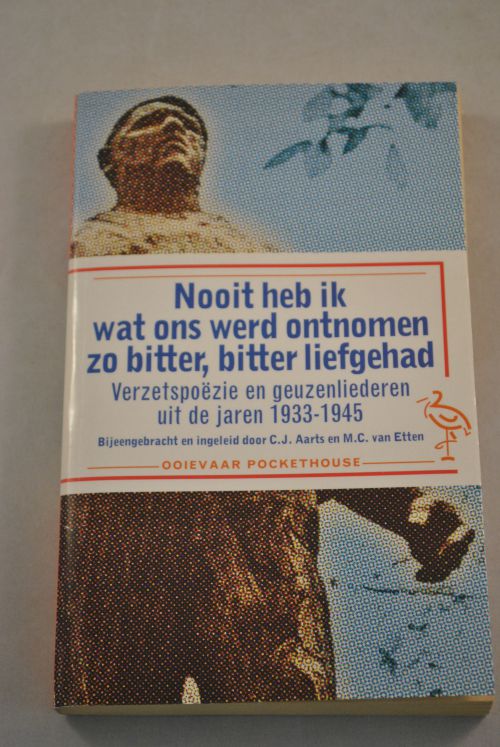 Nooit heb ik
wat ons werd ontnomen
zo bitter, bitter liefgehad
Verzetspoëzie en geuzenliederen
uit de jaren 1933-1945
Bijeengebracht en ingeleid door C.J. Aarts en M.C. van Etten
OOIEVAAR POCKETHOUSE